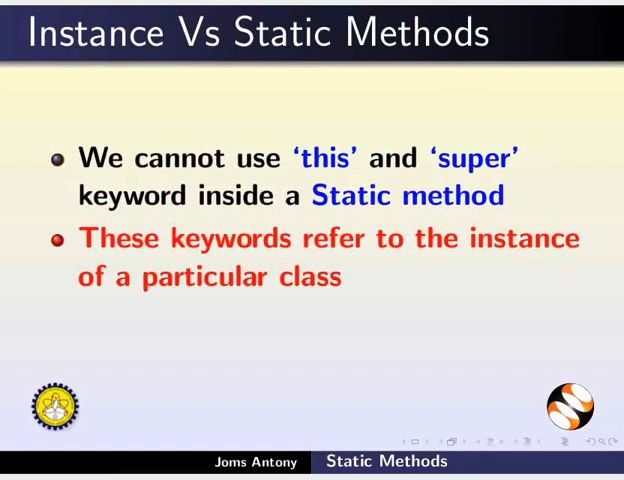 Instance Vs Static Methods
We cannot use ‘this’ and ‘super’
keyword inside a Static method
These keywords refer to the instance
of a particular class
Joms Antony
Static Methods